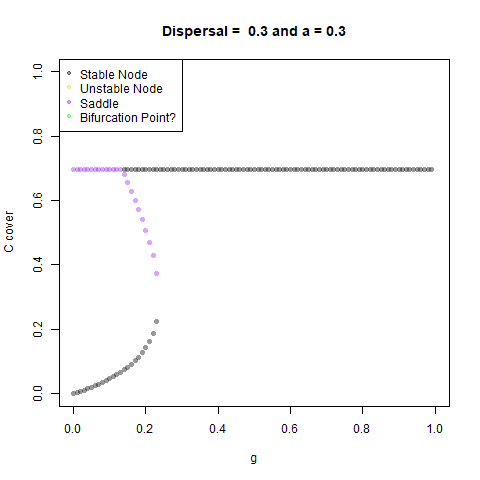 Dispersal =  0.3 and a = 0.3
Stable Node
Unstable Node
Saddle
Bifurcation Point?
C cover
1.0
0.8
0.6
0.4
0.2
0.0
0.0 0.2 0.4 0.6 0.8 1.0
g